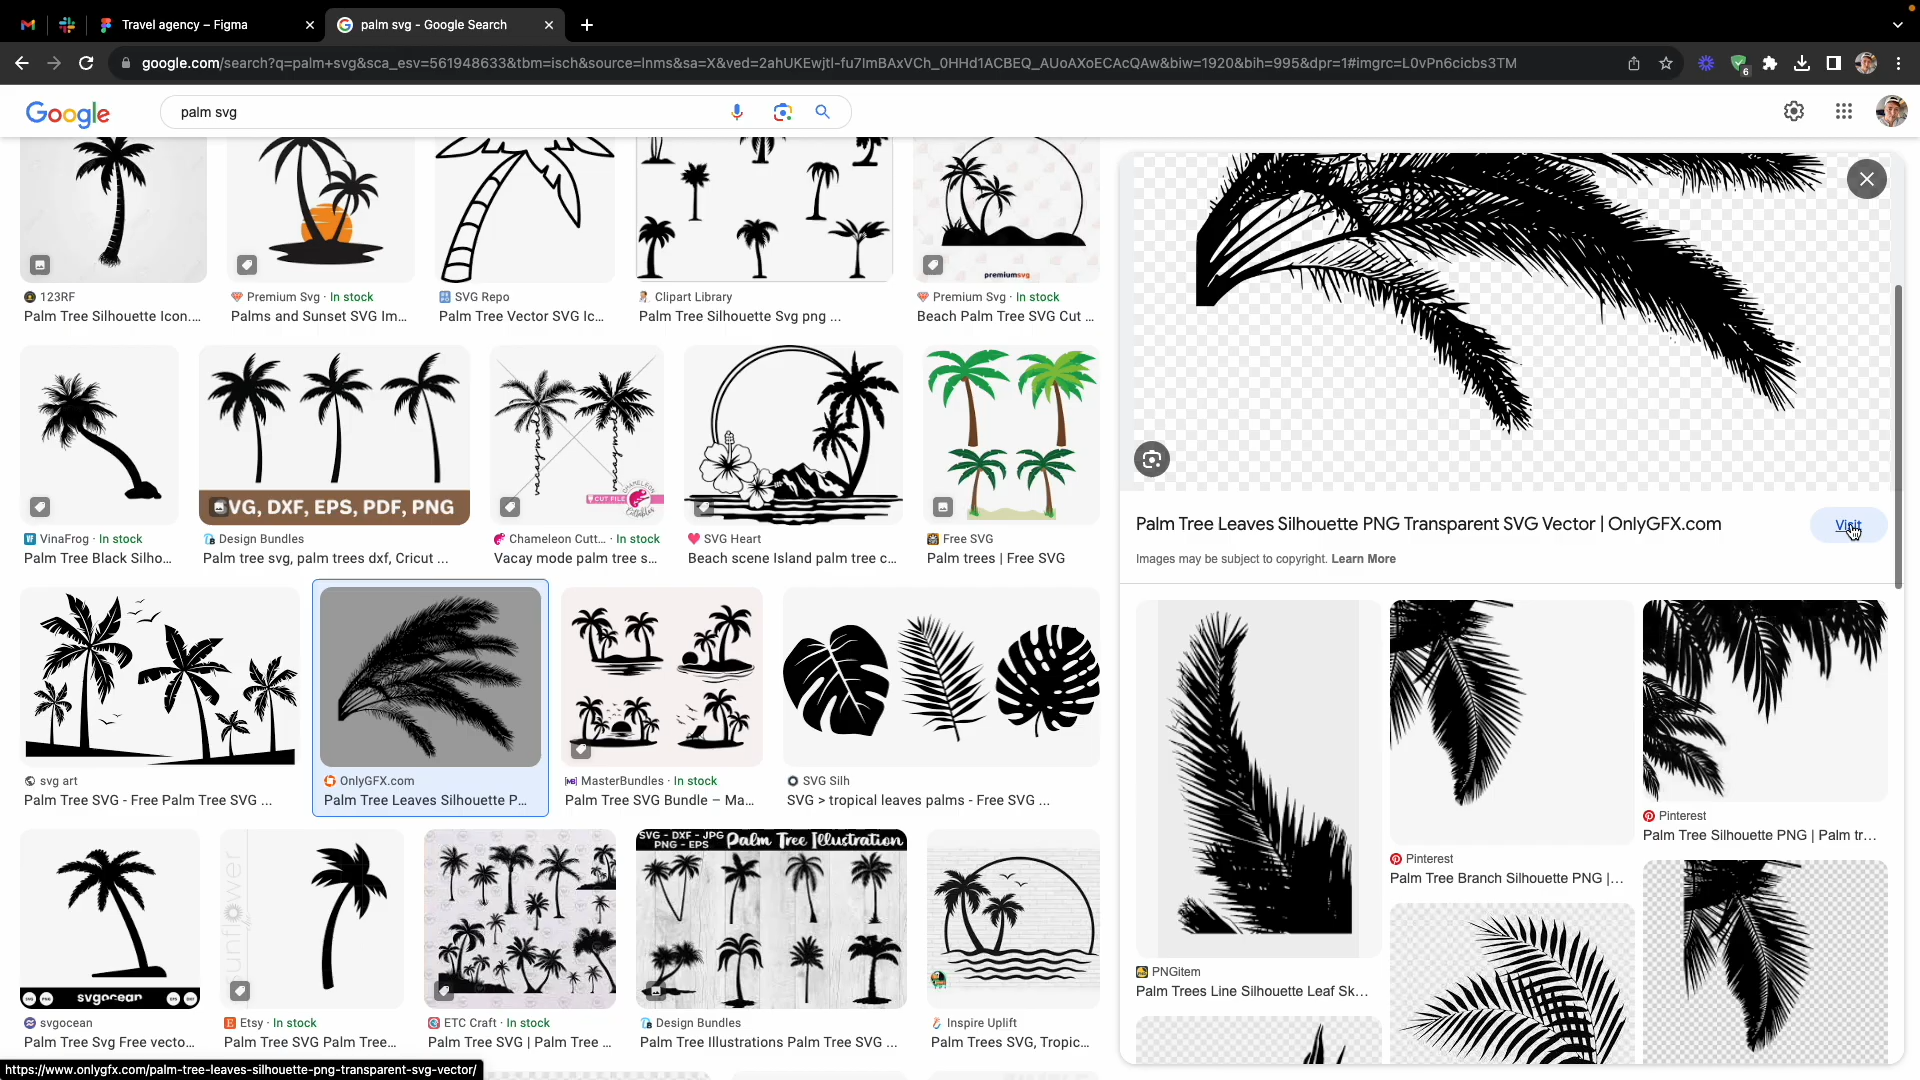 Travel agency – Figma
palm svg - Google Search
google.com/search?q=palm+svg&sca_esv=561948633&tbm=isch&source=lnms&sa=X&ved=2ahUKEwjtl-fu7ImBAxVCh_0HHd1ACBEQ_AUoAXoECAcQAw&biw=1920&bih=995&dpr=1#imgrc=L0vPn6cicbs3TM
6
Google
palm svg
premiumsvg
123RF
Palm Tree Silhouette Icon....
Premium Svg · In stock
Palms and Sunset SVG Im...
SVG Repo
Palm Tree Vector SVG Ic...
Clipart Library
Palm Tree Silhouette Svg png ...
Premium Svg · In stock
Beach Palm Tree SVG Cut ...
VG, DXF, EPS, PDF, PNG
CUT FILE
VinaFrog · In stock
Palm Tree Black Silho...
Design Bundles
Palm tree svg, palm trees dxf, Cricut ...
Chameleon Cutt... · In stock
Vacay mode palm tree s...
SVG Heart
Beach scene Island palm tree c...
Free SVG
Palm trees | Free SVG
svg art
Palm Tree SVG - Free Palm Tree SVG ...
OnlyGFX.com
Palm Tree Leaves Silhouette P...
MasterBundles · In stock
Palm Tree SVG Bundle – Ma...
SVG Silh
SVG > tropical leaves palms - Free SVG ...
svgocean
unflower
SVG - DXF - JPG
PNG - EPS
Palm Tree Illustration
svgocean
Palm Tree Svg Free vecto...
Etsy · In stock
Palm Tree SVG Palm Tree...
ETC Craft · In stock
Palm Tree SVG | Palm Tree ...
Design Bundles
Palm Tree Illustrations Palm Tree SVG ...
Inspire Uplift
Palm Trees SVG, Tropic...
Palm Tree Leaves Silhouette PNG Transparent SVG Vector | OnlyGFX.com
Visit
Images may be subject to copyright. Learn More
PNGitem
Palm Trees Line Silhouette Leaf Sk...
Pinterest
Palm Tree Branch Silhouette PNG |...
Pinterest
Palm Tree Silhouette PNG | Palm tr...
https://www.onlygfx.com/palm-tree-leaves-silhouette-png-transparent-svg-vector/